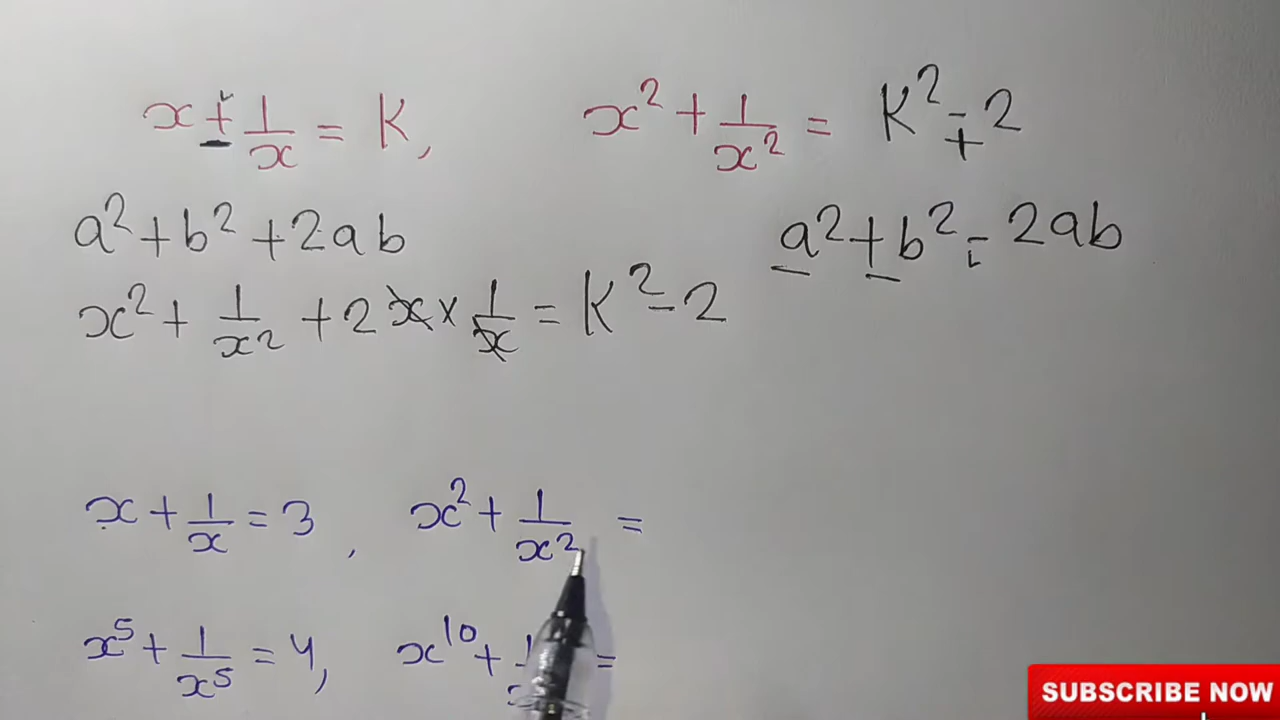 x + 1/x = K, x² + 1/x² = K² - 2
+
a² + b² + 2ab a² + b² - 2ab
x² + 1/x² + 2x × 1/x = K² - 2
x + 1/x = 3, x² + 1/x² =
x⁵ + 1/x⁵ = 4, x¹⁰ + =
SUBSCRIBE NOW